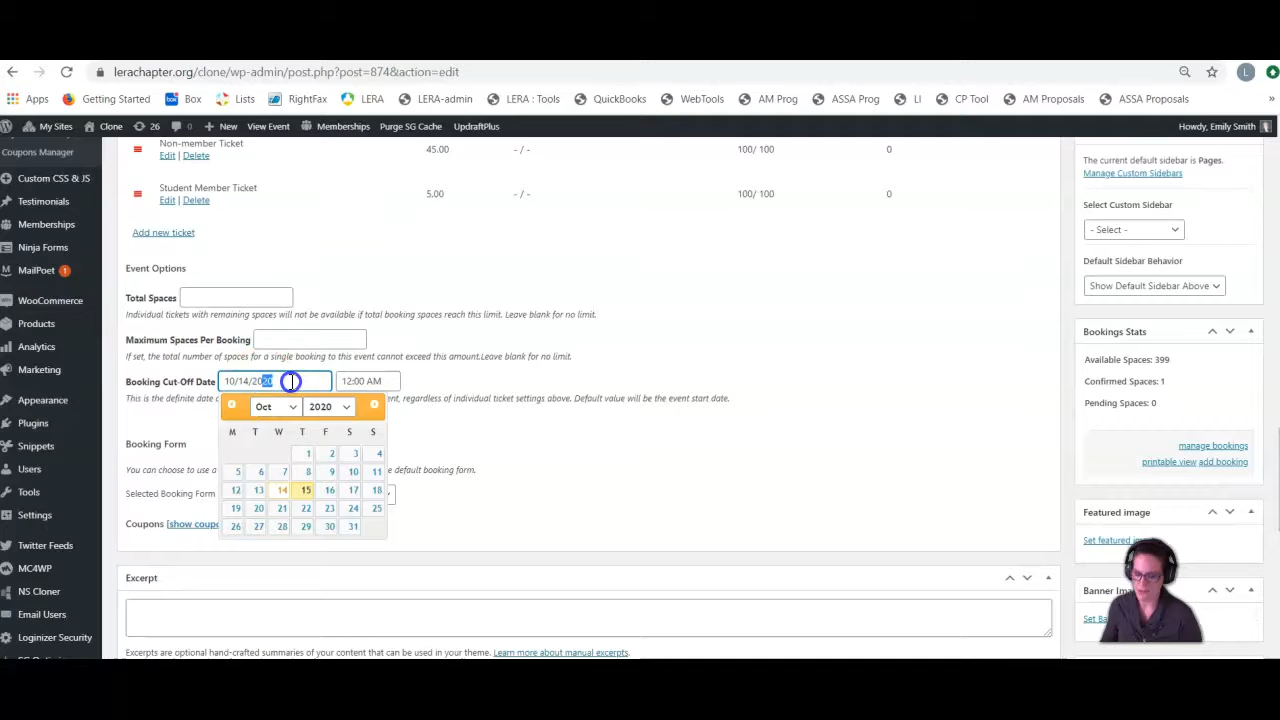 lerachapter.org/clone/wp-admin/post.php?post=874&action=edit
Apps Getting Started Box Lists RightFax LERA LERA-admin LERA : Tools QuickBooks WebTools AM Prog ASSA Prog LI CP Tool AM Proposals ASSA Proposals »
My Sites Clone 26 0 New View Event Memberships Purge SG Cache UpdraftPlus Howdy, Emily Smith
Coupons Manager
Custom CSS & JS
Testimonials
Memberships
Ninja Forms
MailPoet 1
WooCommerce
Products
Analytics
Marketing
Appearance
Plugins
Snippets
Users
Tools
Settings
Twitter Feeds
MC4WP
NS Cloner
Email Users
Loginizer Security
Non-member Ticket 45.00 - / - 100/ 100 0
Edit | Delete
Student Member Ticket 5.00 - / - 100/ 100 0
Edit | Delete
Add new ticket
Event Options
Total Spaces
Individual tickets with remaining spaces will not be available if total booking spaces reach this limit. Leave blank for no limit.
Maximum Spaces Per Booking
If set, the total number of spaces for a single booking to this event cannot exceed this amount.Leave blank for no limit.
Booking Cut-Off Date 10/14/2020 12:00 AM
This is the definite date ent, regardless of individual ticket settings above. Default value will be the event start date.
Oct 2020
M T W T F S S
1 2 3 4
5 6 7 8 9 10 11
12 13 14 15 16 17 18
19 20 21 22 23 24 25
26 27 28 29 30 31
Booking Form
You can choose to use a e default booking form.
Selected Booking Form
Coupons [show coup
Excerpt
Excerpts are optional hand-crafted summaries of your content that can be used in your theme. Learn more about manual excerpts.
The current default sidebar is Pages.
Manage Custom Sidebars
Select Custom Sidebar
- Select -
Default Sidebar Behavior
Show Default Sidebar Above
Bookings Stats
Available Spaces: 399
Confirmed Spaces: 1
Pending Spaces: 0
manage bookings
printable view add booking
Featured image
Set featured im
Banner Im
Set Ba
L